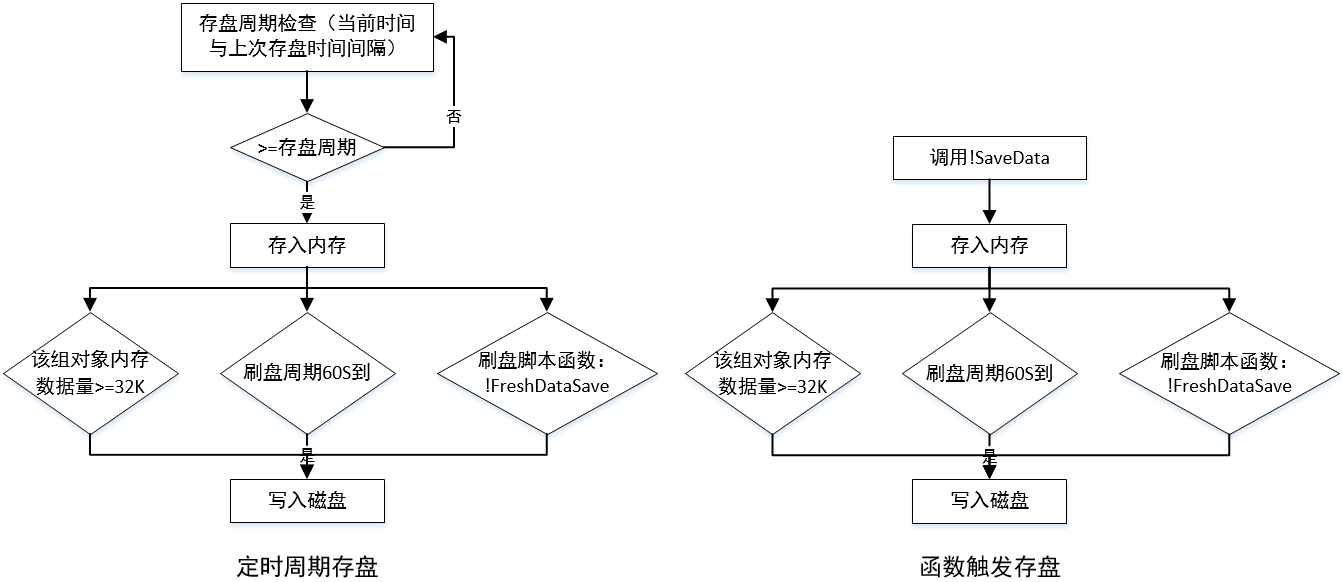 存盘周期检查（当前时间
与上次存盘时间间隔）
否
>=存盘周期
是
存入内存
该组对象内存
数据量>=32K
刷盘周期60S到
刷盘脚本函数：
!FreshDataSave
是
写入磁盘
定时周期存盘
调用!SaveData
存入内存
该组对象内存
数据量>=32K
刷盘周期60S到
刷盘脚本函数：
!FreshDataSave
是
写入磁盘
函数触发存盘